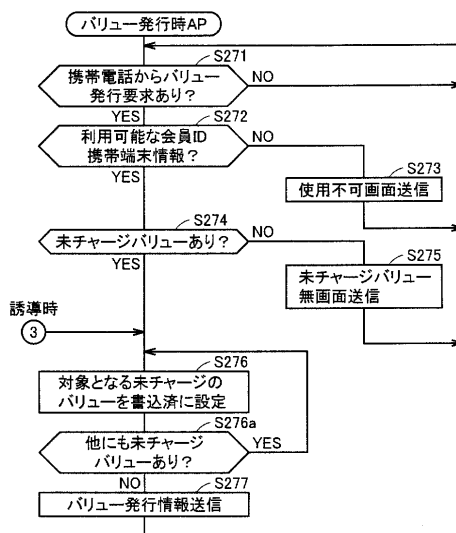 バリュー発行時AP
S271
携帯電話からバリュー
発行要求あり?
NO
YES
S272
利用可能な会員ID
携帯端末情報?
NO
YES
S273
使用不可画面送信
S274
未チャージバリューあり?
NO
YES
S275
未チャージバリュー
無画面送信
誘導時
3
S276
対象となる未チャージの
バリューを書込済に設定
S276a
他にも未チャージ
バリューあり?
YES
NO
S277
バリュー発行情報送信